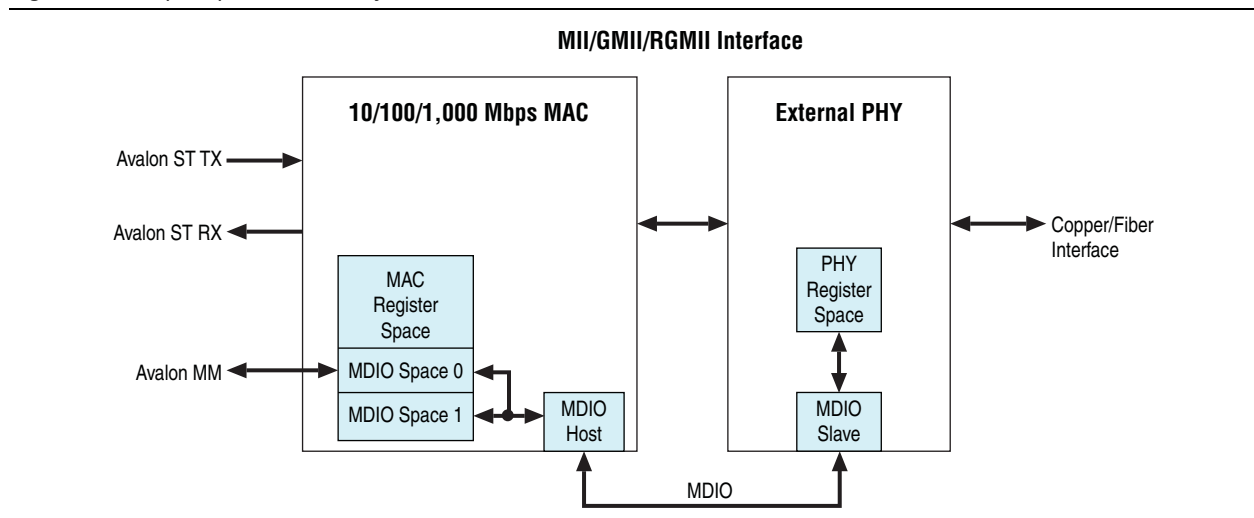 MII/GMII/RGMII Interface
10/100/1,000 Mbps MAC
External PHY
Avalon ST TX
Avalon ST RX
Copper/Fiber
Interface
MAC
Register
Space
PHY
Register
Space
Avalon MM
MDIO Space 0
MDIO Space 1
MDIO
Host
MDIO
Slave
MDIO